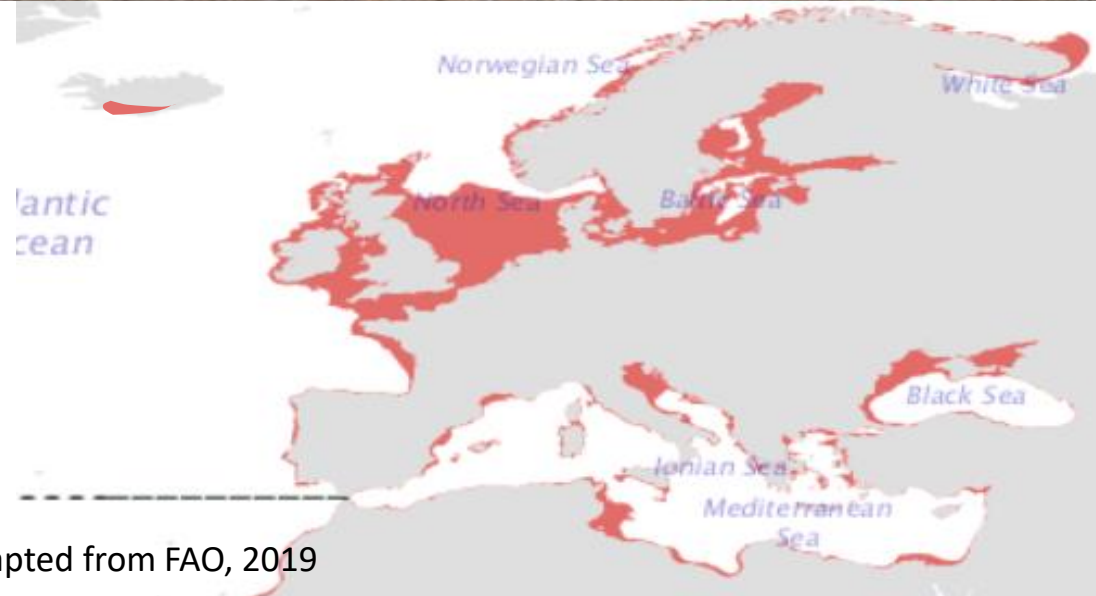 Norwegian Sea
White Sea
lantic
cean
North Sea
Baltic Sea
Black Sea
Ionian Sea
Mediterranean
Sea
apted from FAO, 2019